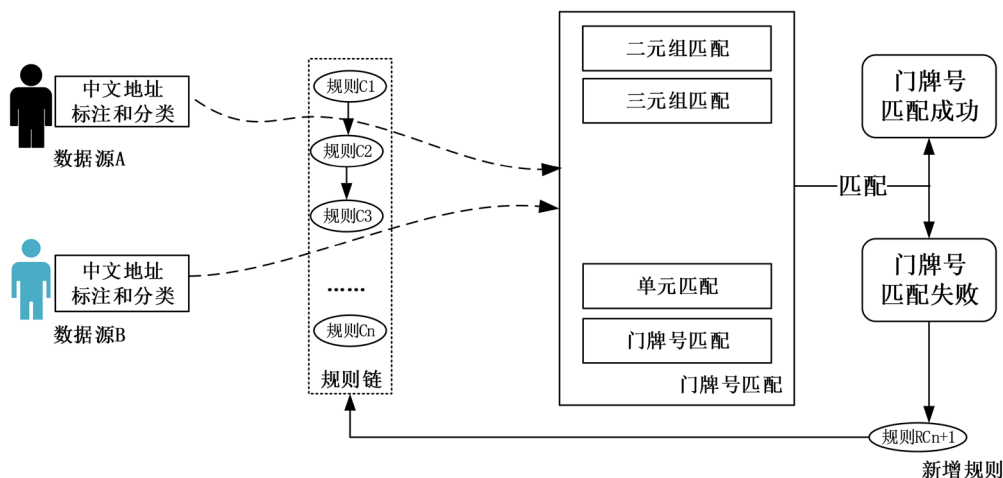 中文地址
标注和分类
数据源A
中文地址
标注和分类
数据源B
规则C1
规则C2
规则C3
……
规则Cn
规则链
二元组匹配
三元组匹配
单元匹配
门牌号匹配
门牌号匹配
匹配
门牌号
匹配成功
门牌号
匹配失败
规则RCn+1
新增规则